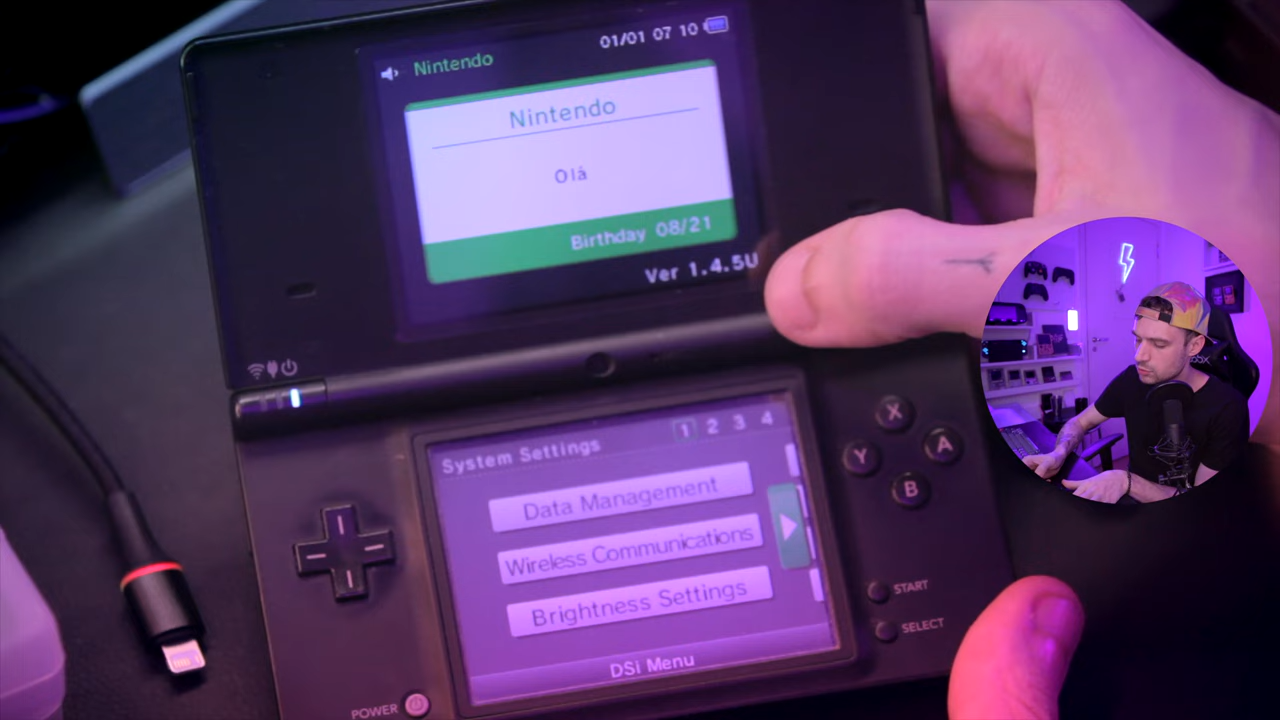 01/01 07 10
Nintendo
Nintendo
Olá
Birthday 08/21
Ver 1.4.5U
System Settings
1 2 3 4
Data Management
Wireless Communications
Brightness Settings
DSi Menu
X
Y
A
B
START
SELECT
POWER